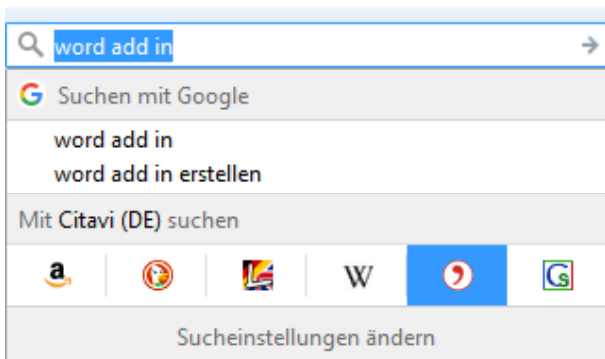 word add in
Suchen mit Google
word add in
word add in erstellen
Mit Citavi (DE) suchen
Sucheinstellungen ändern